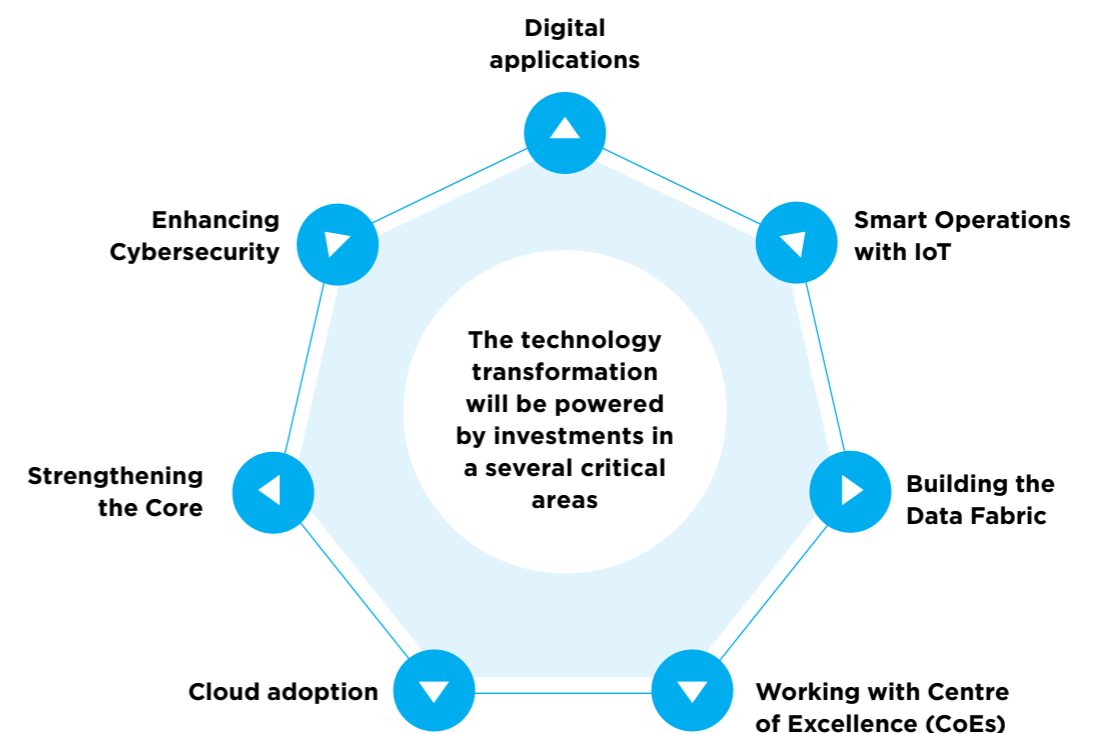 Digital
applications
Smart Operations
with IoT
Building the
Data Fabric
Working with Centre
of Excellence (CoEs)
Cloud adoption
Strengthening
the Core
Enhancing
Cybersecurity
The technology
transformation
will be powered
by investments in
a several critical
areas